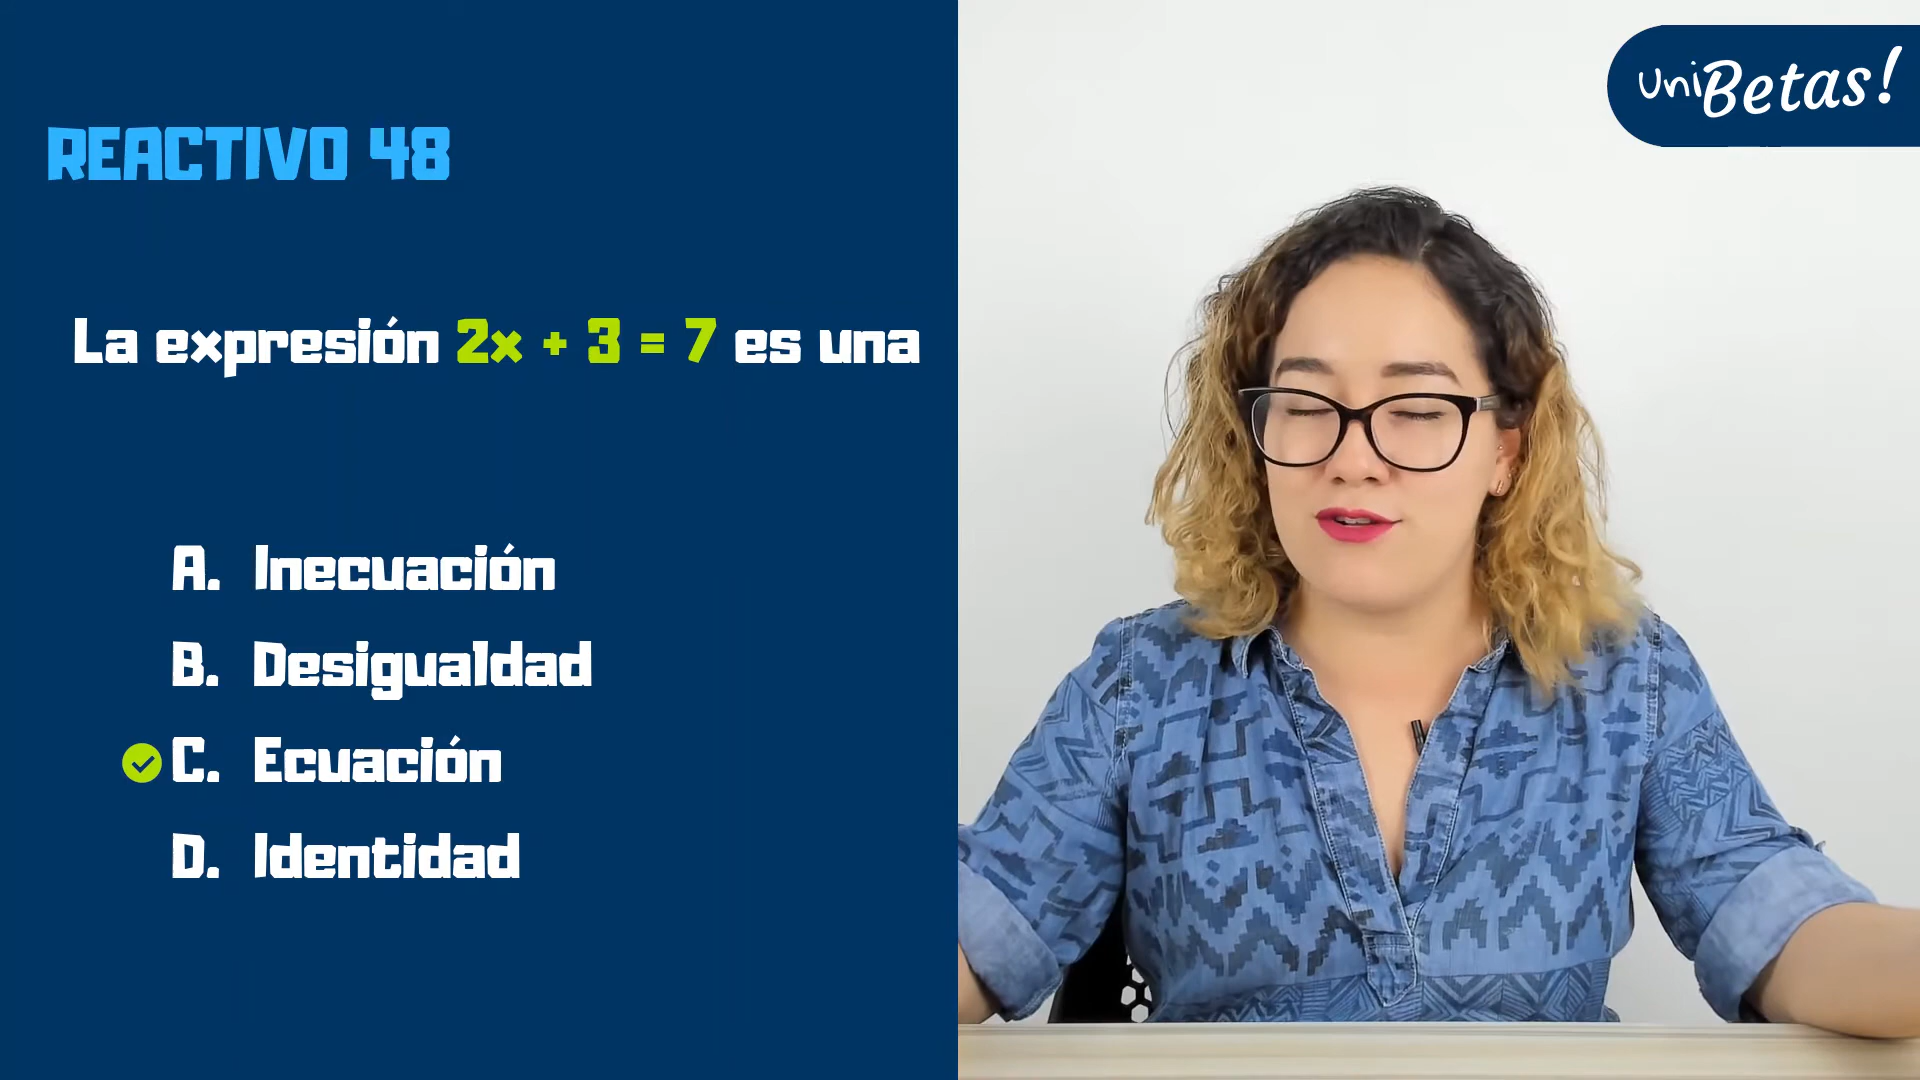 REACTIVO 48
La expresión 2x + 3 = 7 es una
A. Inecuación
B. Desigualdad
C. Ecuación
D. Identidad
uniBetas!